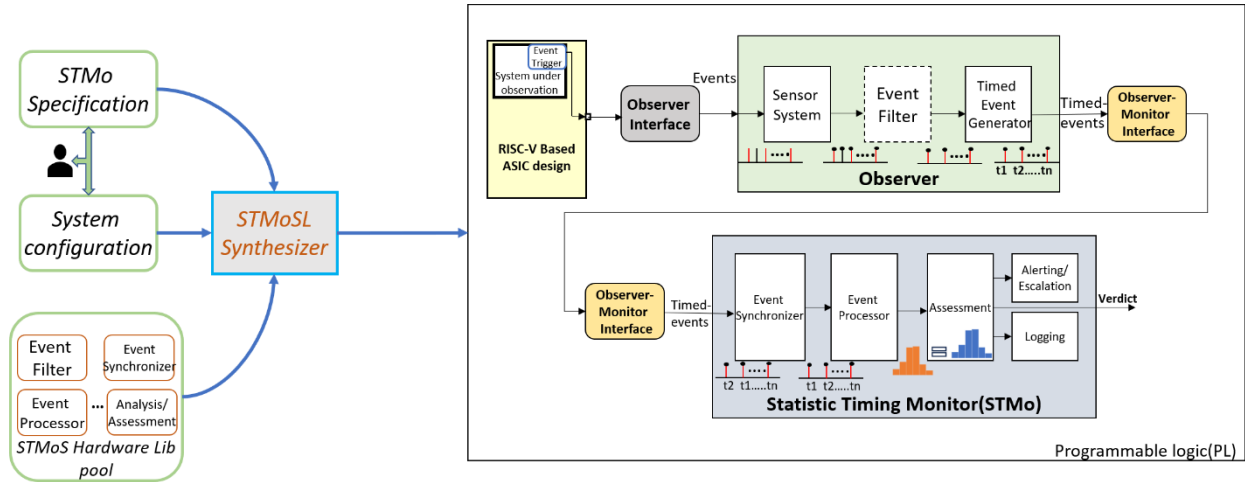 STMo
Specification
System
configuration
Event
Filter
Event
Synchronizer
Event
Processor
...
Analysis/
Assessment
STMoS Hardware Lib
pool
STMoSL
Synthesizer
Event
Trigger
System under
observation
RISC-V Based
ASIC design
Observer
Interface
Events
Sensor
System
Event
Filter
Timed
Event
Generator
t1 t2.....tn
Observer
Timed-
events
Observer-
Monitor
Interface
Observer-
Monitor
Interface
Timed-
events
Event
Synchronizer
t2 t1.....tn
Event
Processor
t1 t2.....tn
Assessment
=
Alerting/
Escalation
Logging
Verdict
Statistic Timing Monitor(STMo)
Programmable logic(PL)